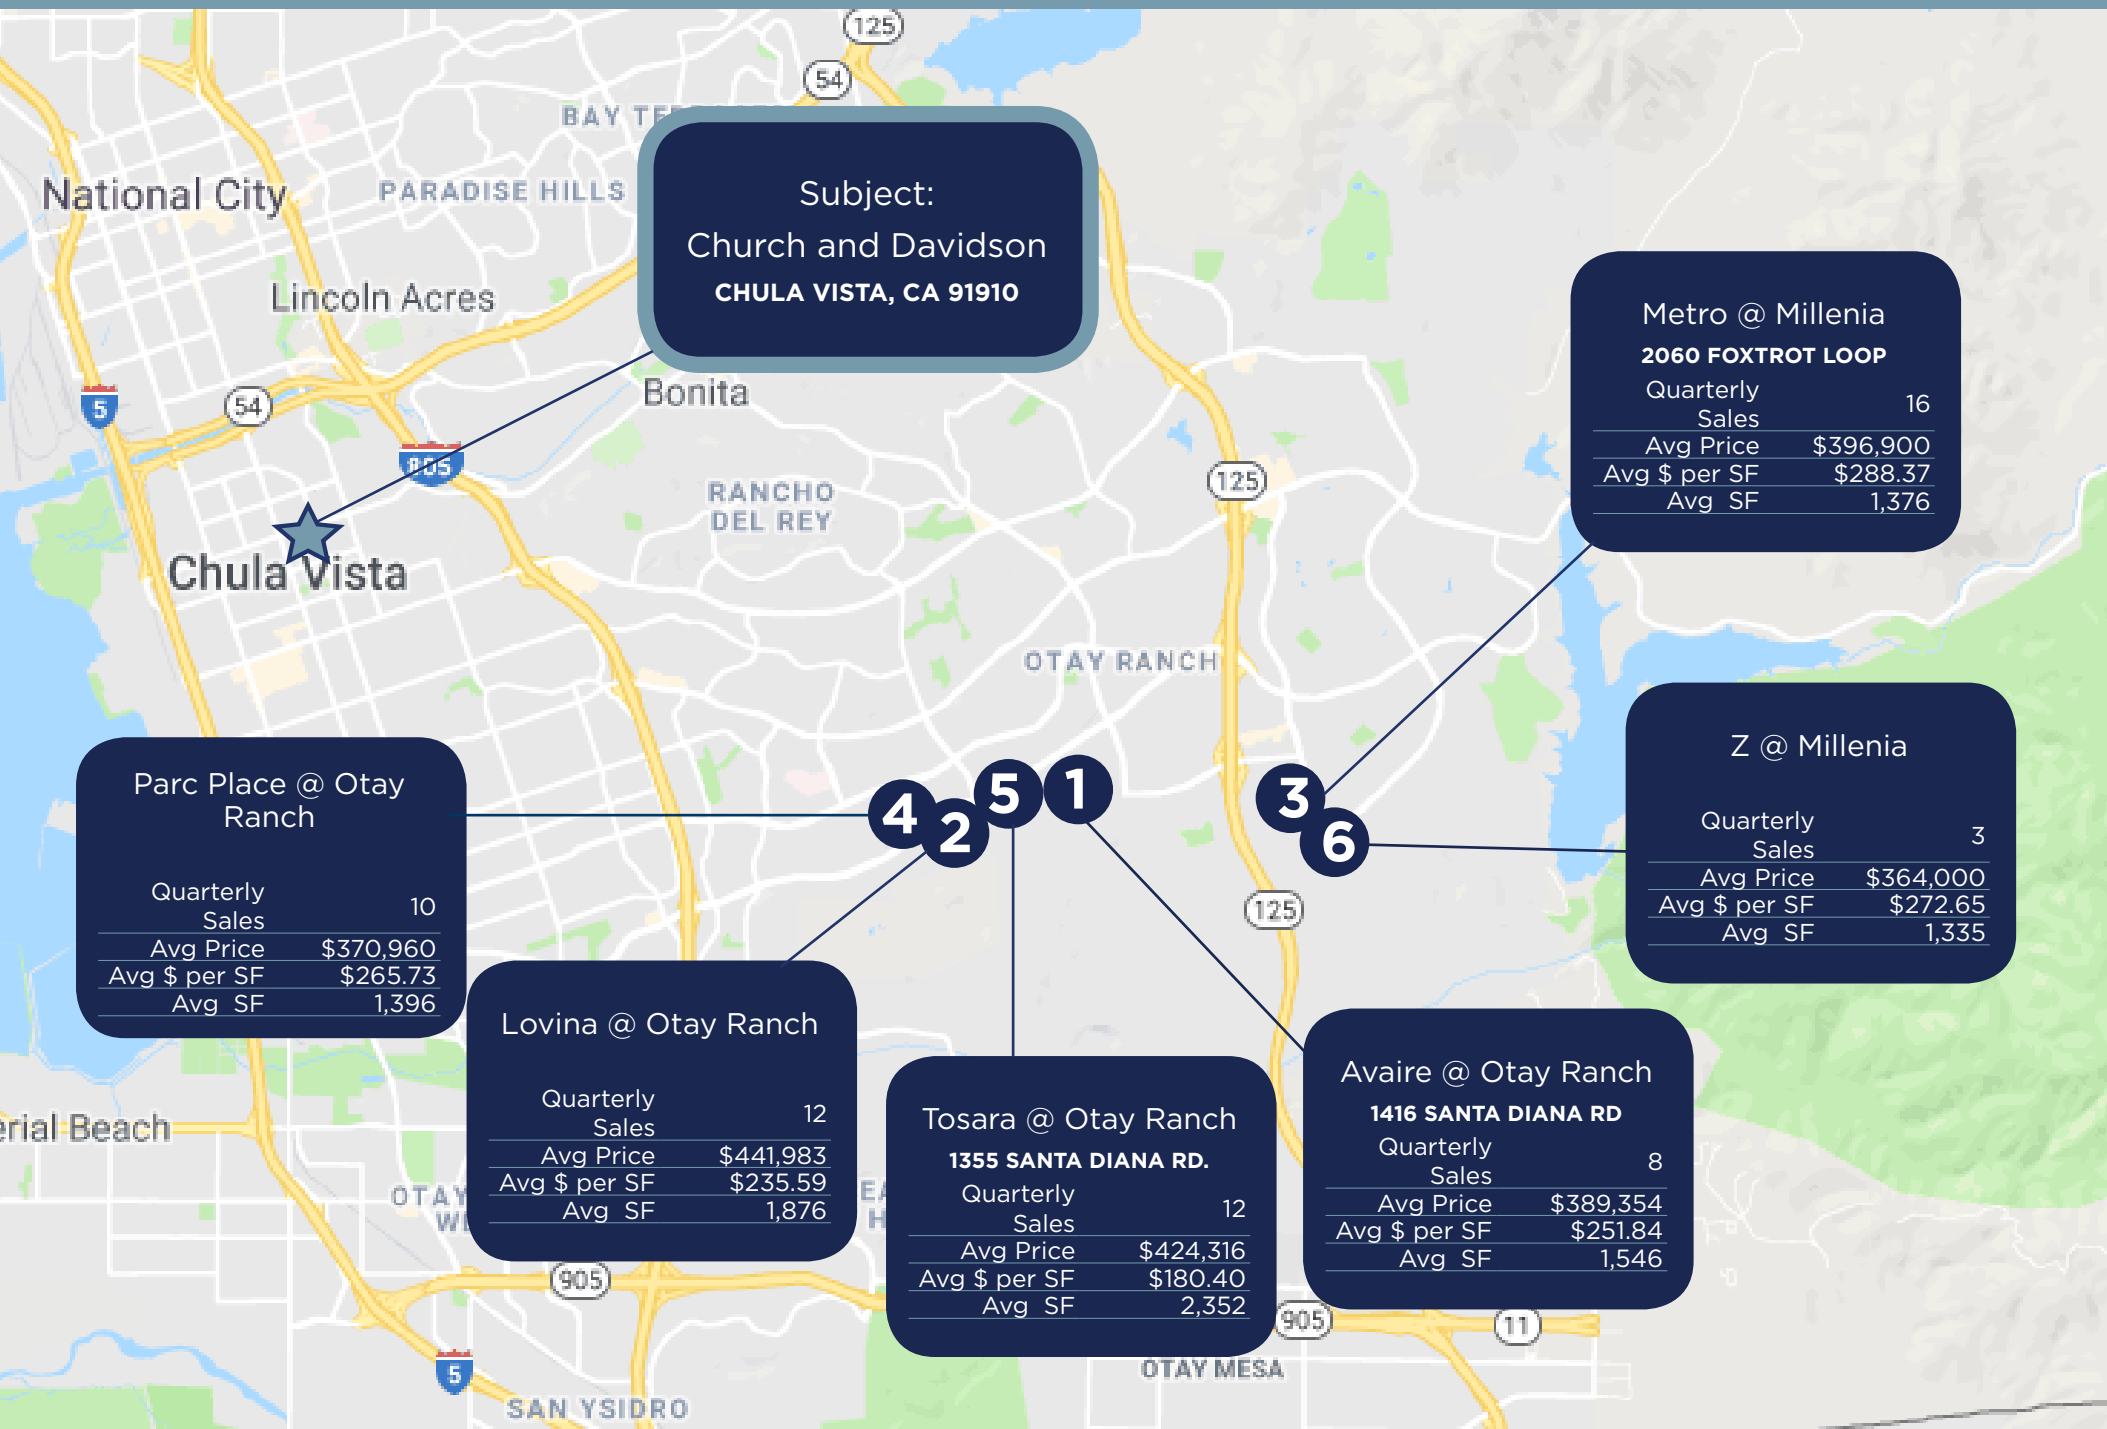 125
54
BAY TE
National City
PARADISE HILLS
Subject:
Church and Davidson
CHULA VISTA, CA 91910
Lincoln Acres
Bonita
5
54
805
RANCHO
DEL REY
125
Chula Vista
OTAY RANCH
Metro @ Millenia
2060 FOXTROT LOOP
Quarterly
Sales 16
Avg Price $396,900
Avg $ per SF $288.37
Avg SF 1,376
Z @ Millenia
Quarterly
Sales 3
Avg Price $364,000
Avg $ per SF $272.65
Avg SF 1,335
4
2
5
1
3
6
125
Parc Place @ Otay
Ranch
Quarterly
Sales 10
Avg Price $370,960
Avg $ per SF $265.73
Avg SF 1,396
Lovina @ Otay Ranch
Quarterly
Sales 12
Avg Price $441,983
Avg $ per SF $235.59
Avg SF 1,876
Tosara @ Otay Ranch
1355 SANTA DIANA RD.
Quarterly
Sales 12
Avg Price $424,316
Avg $ per SF $180.40
Avg SF 2,352
Avaire @ Otay Ranch
1416 SANTA DIANA RD
Quarterly
Sales 8
Avg Price $389,354
Avg $ per SF $251.84
Avg SF 1,546
erial Beach
OTAY
905
905
11
5
OTAY MESA
SAN YSIDRO